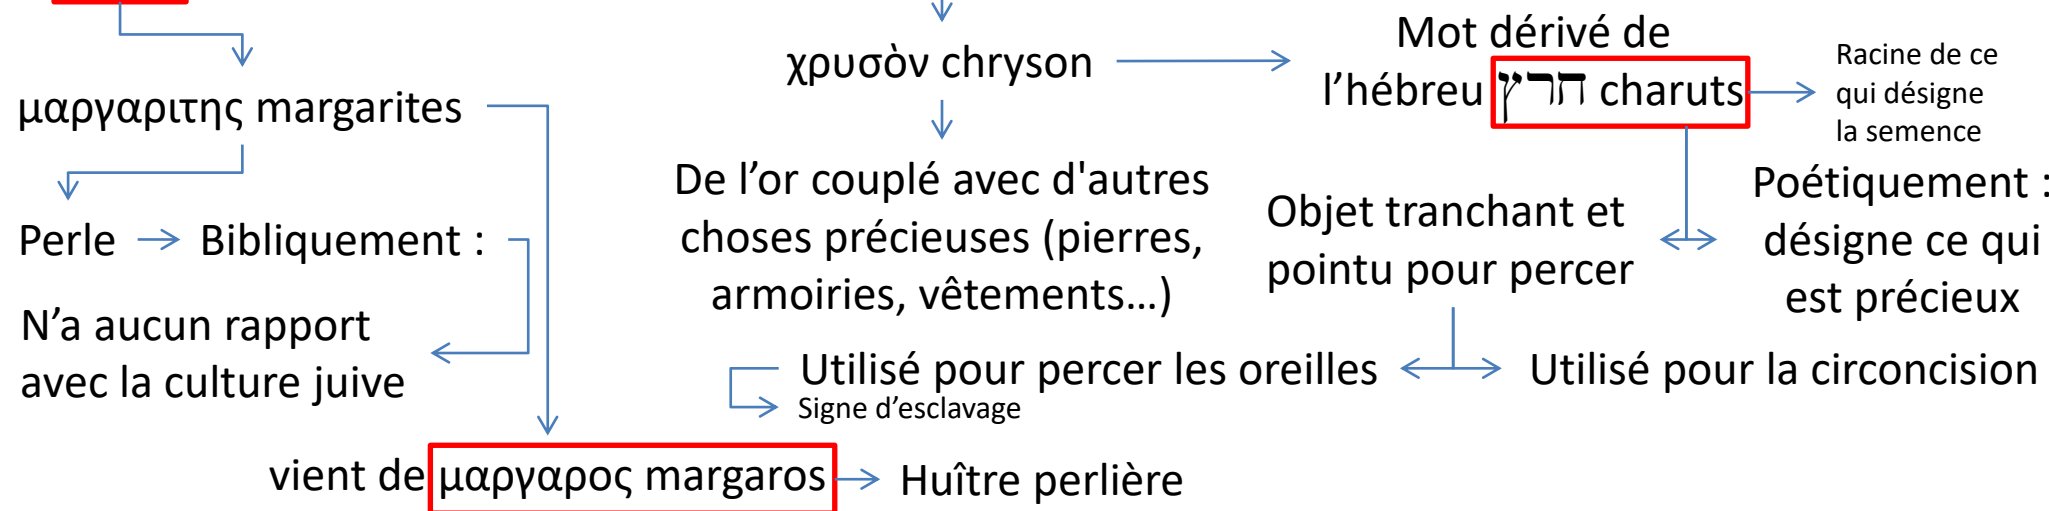 μαργαριτης margarites
Perle
Bibliquement :
N’a aucun rapport
avec la culture juive
vient de μαργαρος margaros
Huître perlière
χρυσὸν chryson
De l’or couplé avec d'autres
choses précieuses (pierres,
armoiries, vêtements…)
Mot dérivé de
l’hébreu חרץ charuts
Racine de ce
qui désigne
la semence
Objet tranchant et
pointu pour percer
Poétiquement :
désigne ce qui
est précieux
Utilisé pour percer les oreilles
Signe d’esclavage
Utilisé pour la circoncision